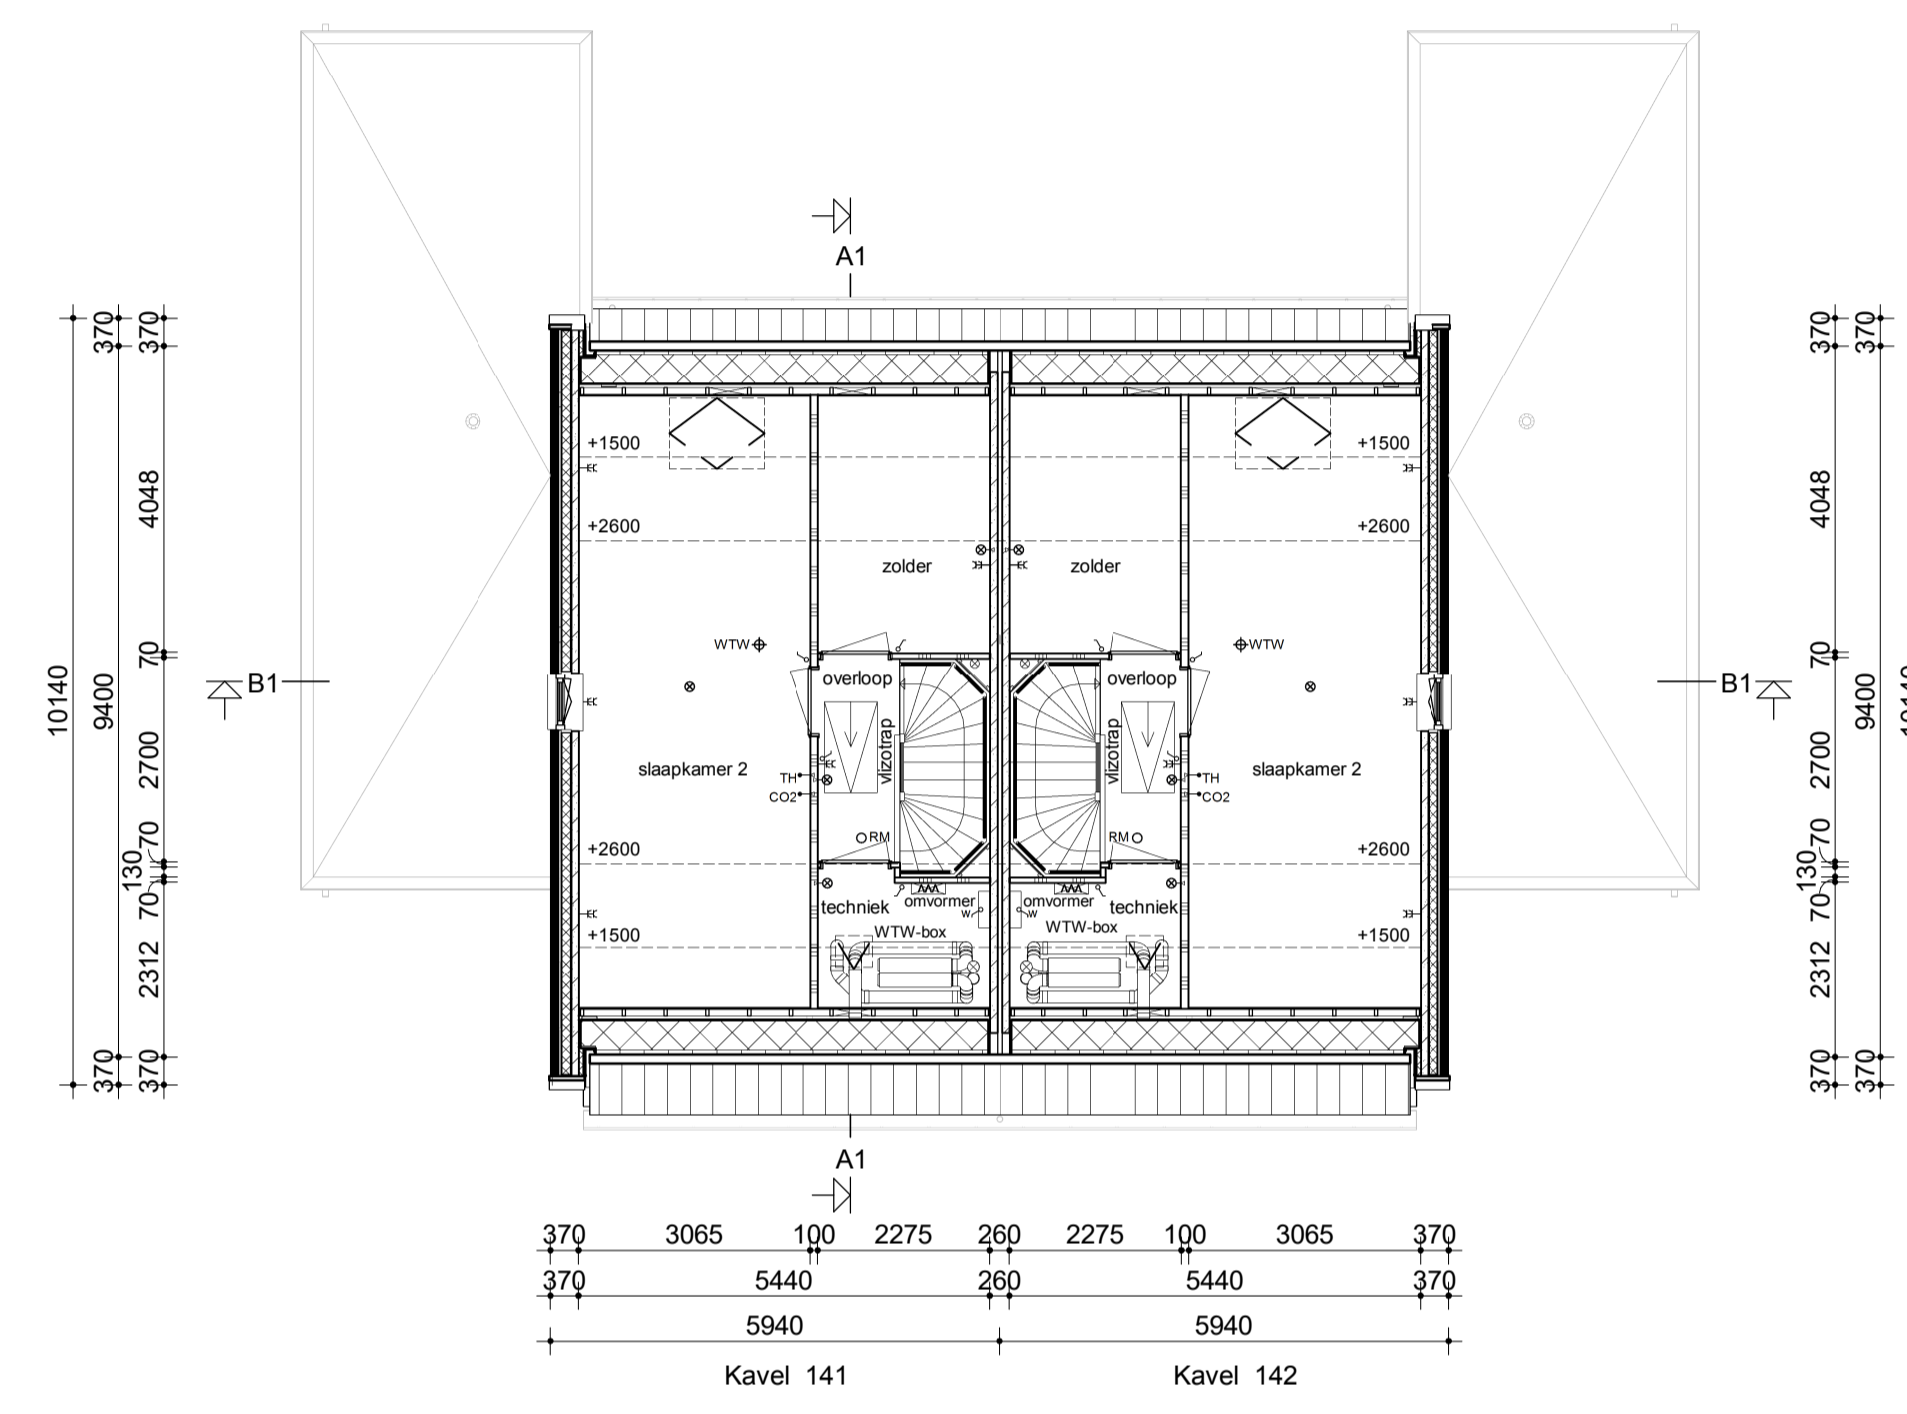 A1
370 370
370 370
+1500 +1500
4048
4048
+2600 +2600
zolder zolder
WTW WTW
70
70
overloop overloop
B1
B1
10140
9400
9400
vlizotrap vlizotrap
2700
2700
slaapkamer 2 slaapkamer 2
TH TH
CO2 CO2
RM RM
70
70
+2600 +2600
130
130
70
70
omvormer omvormer
techniek techniek
W W
WTW-box WTW-box
+1500 +1500
2312
2312
370 370
370 370
A1
370 3065 100 2275 260 2275 100 3065 370
370 5440 260 5440 370
5940 5940
Kavel 141 Kavel 142